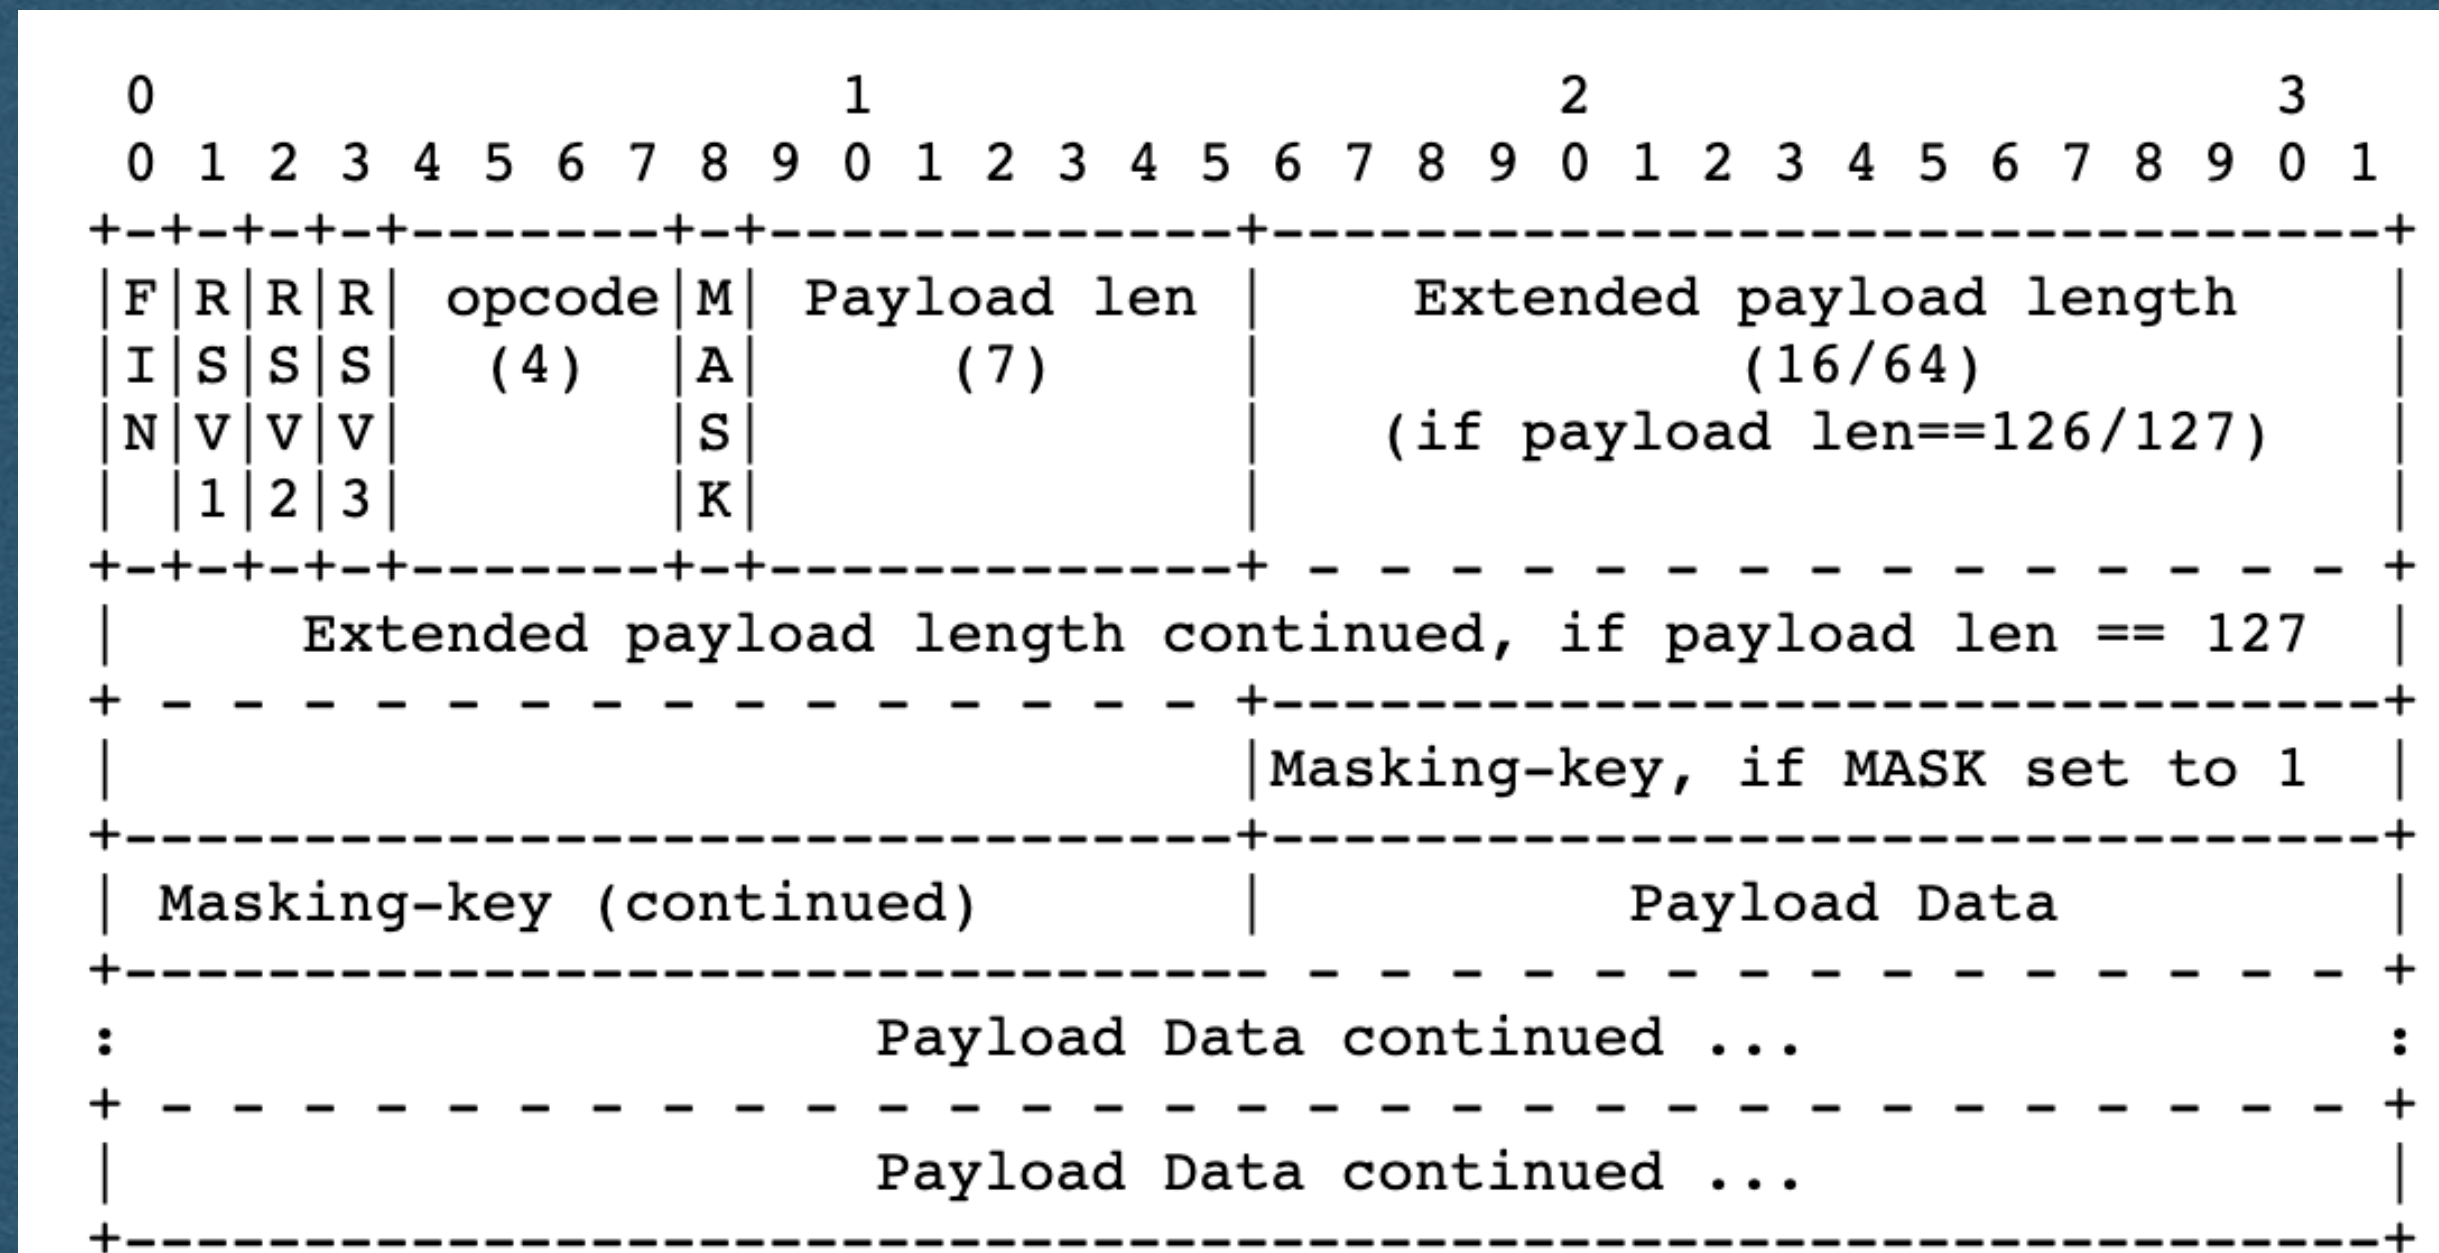 0                   1                   2                   3
 0 1 2 3 4 5 6 7 8 9 0 1 2 3 4 5 6 7 8 9 0 1 2 3 4 5 6 7 8 9 0 1
+-+-+-+-+-------+-+-------------+-------------------------------+
|F|R|R|R| opcode|M| Payload len |    Extended payload length    |
|I|S|S|S|  (4)  |A|     (7)     |             (16/64)           |
|N|V|V|V|       |S|             |   (if payload len==126/127)   |
| |1|2|3|       |K|             |                               |
+-+-+-+-+-------+-+-------------+ - - - - - - - - - - - - - - - +
|     Extended payload length continued, if payload len == 127  |
+ - - - - - - - - - - - - - - - +-------------------------------+
|                               |Masking-key, if MASK set to 1  |
+-------------------------------+-------------------------------+
| Masking-key (continued)       |          Payload Data         |
+-------------------------------- - - - - - - - - - - - - - - - +
:                     Payload Data continued ...                :
+ - - - - - - - - - - - - - - - - - - - - - - - - - - - - - - - +
|                     Payload Data continued ...                |
+---------------------------------------------------------------+